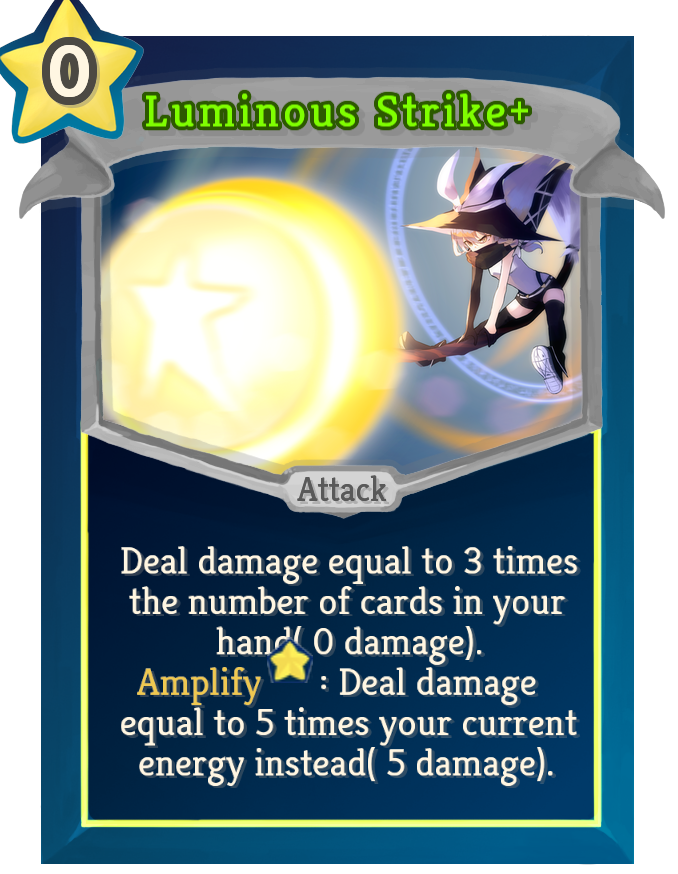 0
Luminous Strike+
Attack
Deal damage equal to 3 times
the number of cards in your
hand( 0 damage).
Amplify : Deal damage
equal to 5 times your current
energy instead( 5 damage).